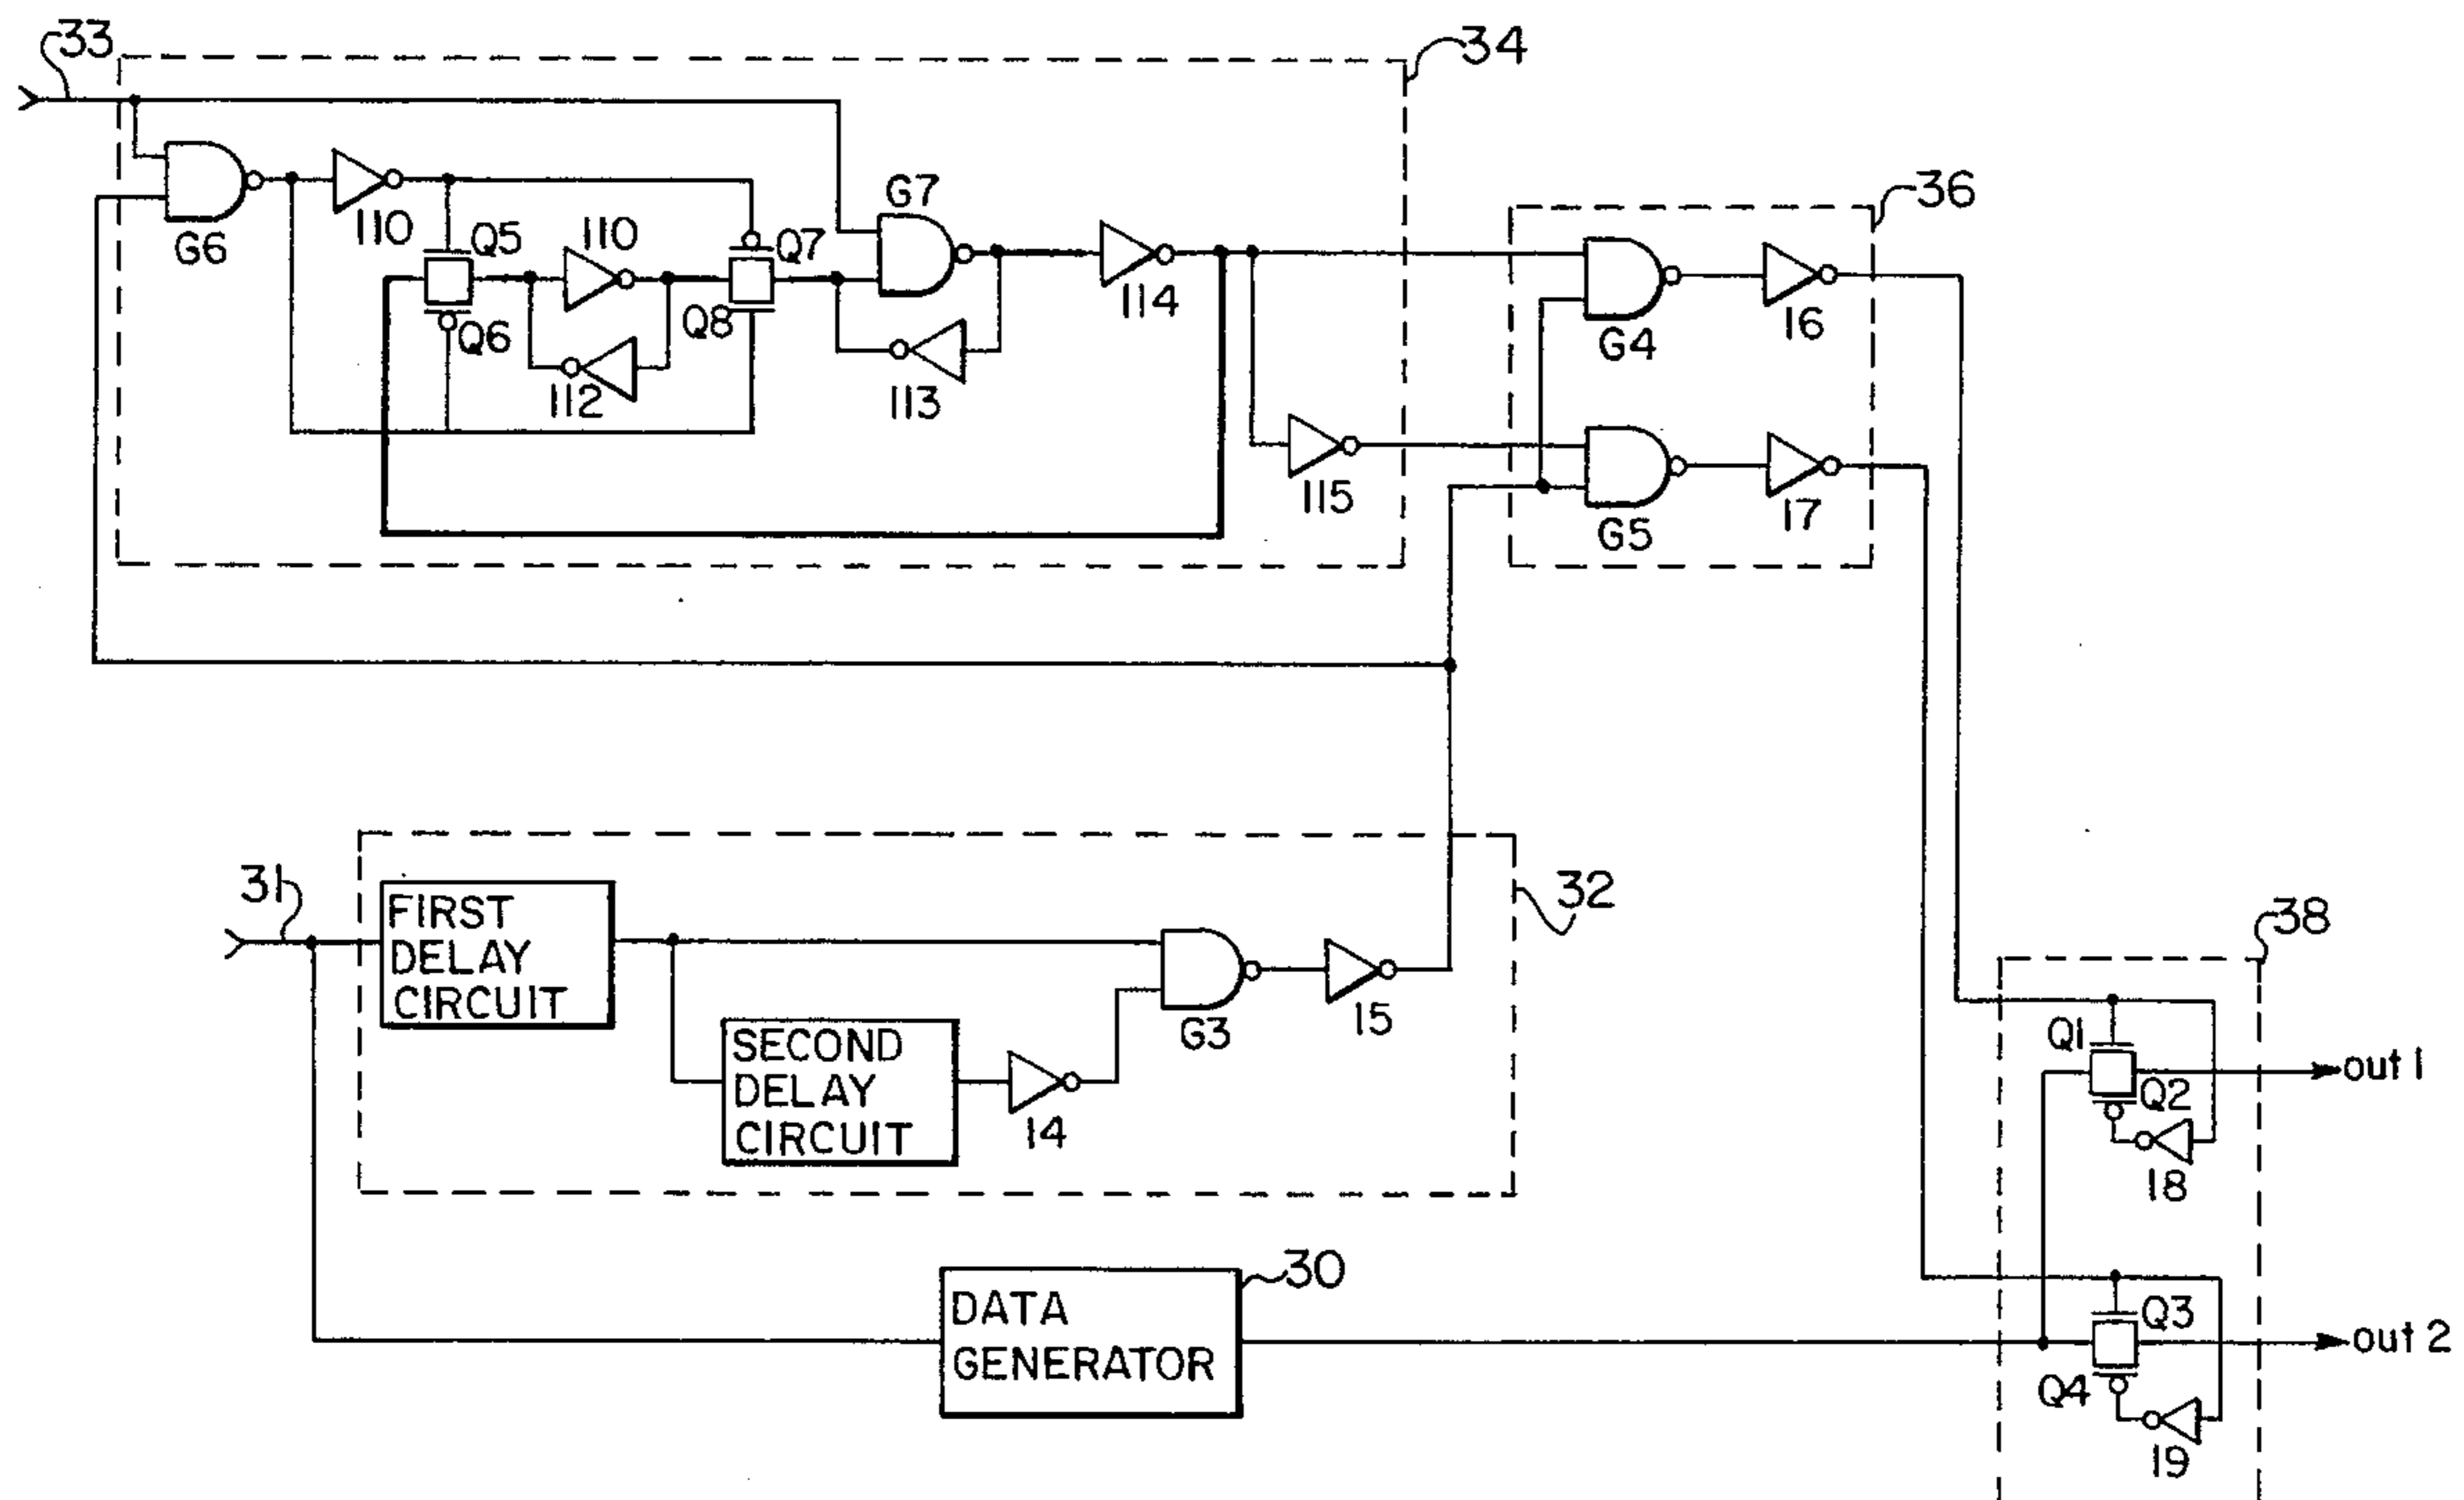 33
34
G6
110
Q5
Q6
110
112
Q7
Q8
G7
113
114
115
36
G4
16
G5
17
31
FIRST
DELAY
CIRCUIT
SECOND
DELAY
CIRCUIT
14
G3
15
32
38
Q1
Q2
18
out 1
30
DATA
GENERATOR
Q3
Q4
19
out 2